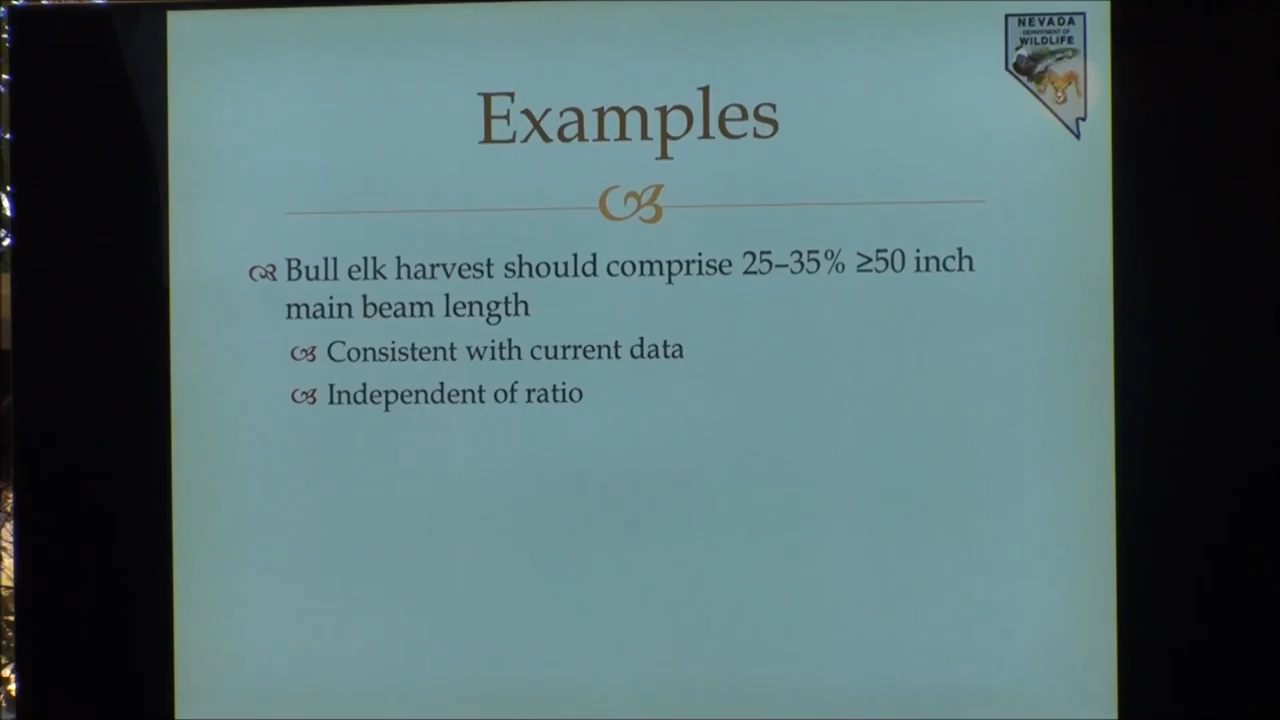 NEVADA
DEPARTMENT OF
WILDLIFE
Examples
Bull elk harvest should comprise 25–35% ≥50 inch
main beam length
Consistent with current data
Independent of ratio